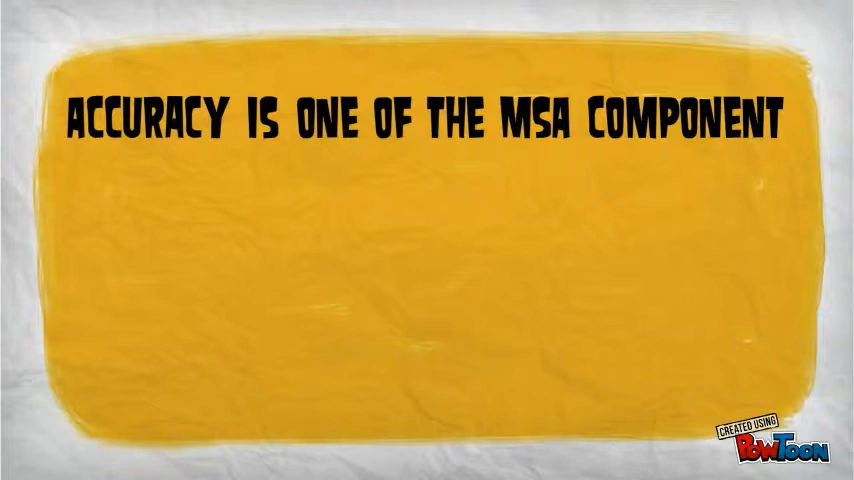 ACCURACY IS ONE OF THE MSA COMPONENT
CREATED USING
POWTOON